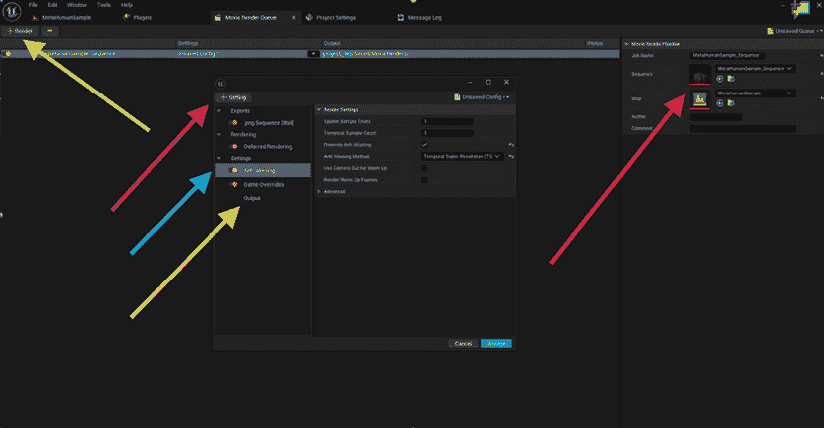 File Edit Window Tools Help
MetaHumanSample Plugins Movie Render Queue Project Settings Message Log
+ Render Unsaved Queue
Settings Output Status
Movie Render Monitor
Job Name MetaHumanSample_Sequence
Sequence MetaHumanSample_Sequence
Map
Author
Comment
+ Setting Unsaved Config
Exports
.png Sequence [8bit]
Rendering
Deferred Rendering
Settings
Game Overrides
Output
Render Settings
Spatial Sample Count 1
Temporal Sample Count 1
Override Anti Aliasing
Anti Aliasing Method Temporal Super Resolution (TS
Use Camera Cut for Warm Up
Render Warm Up Frames
Advanced
Cancel Accept